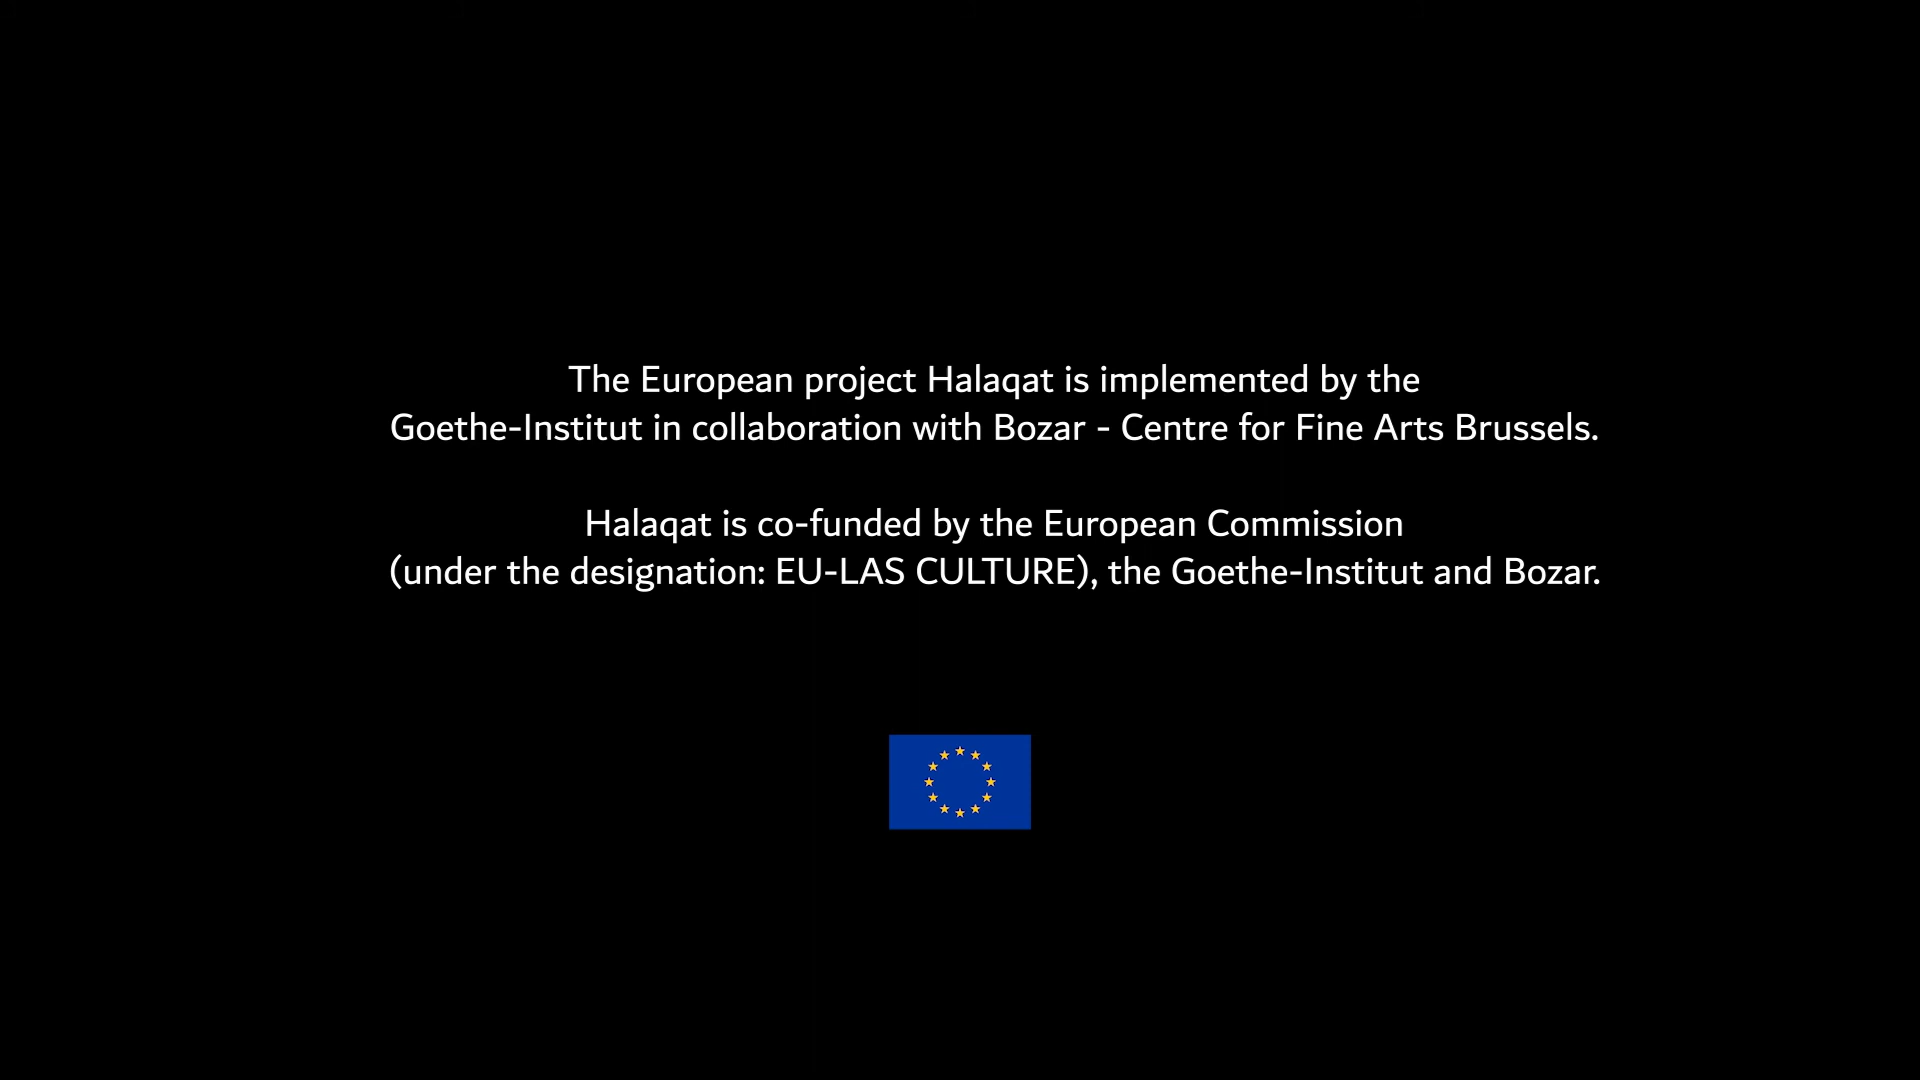 The European project Halaqat is implemented by the
Goethe-Institut in collaboration with Bozar - Centre for Fine Arts Brussels.
Halaqat is co-funded by the European Commission
(under the designation: EU-LAS CULTURE), the Goethe-Institut and Bozar.